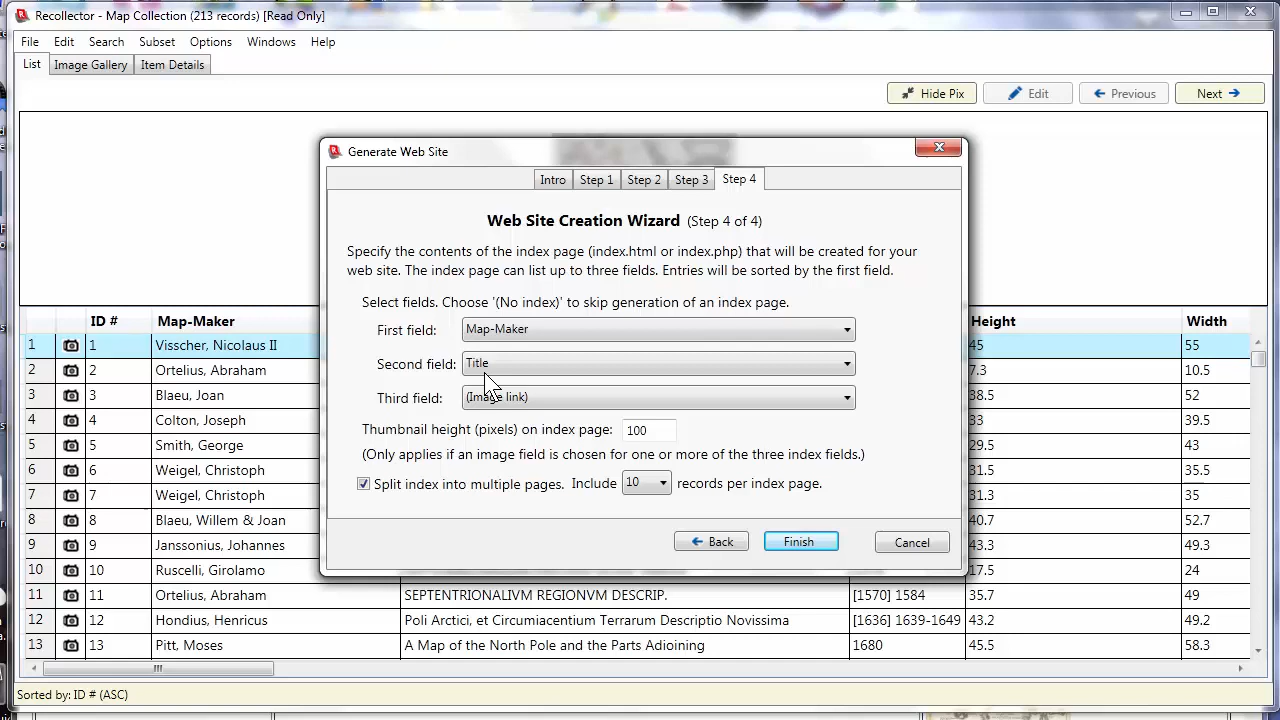 Recollector - Map Collection (213 records) [Read Only]
File Edit Search Subset Options Windows Help
List Image Gallery Item Details
Hide Pix Edit Previous Next
Generate Web Site
Intro Step 1 Step 2 Step 3 Step 4
Web Site Creation Wizard (Step 4 of 4)
Specify the contents of the index page (index.html or index.php) that will be created for your
web site. The index page can list up to three fields. Entries will be sorted by the first field.
Select fields. Choose '(No index)' to skip generation of an index page.
First field: Map-Maker
Second field: Title
Third field: (Image link)
Thumbnail height (pixels) on index page: 100
(Only applies if an image field is chosen for one or more of the three index fields.)
Split index into multiple pages. Include 10 records per index page.
Back Finish Cancel
ID # Map-Maker Height Width
1 1 Visscher, Nicolaus II 45 55
2 2 Ortelius, Abraham 7.3 10.5
3 3 Blaeu, Joan 38.5 52
4 4 Colton, Joseph 33 39.5
5 5 Smith, George 29.5 43
6 6 Weigel, Christoph 31.5 35.5
7 7 Weigel, Christoph 31.3 35
8 8 Blaeu, Willem & Joan 40.7 52.7
9 9 Janssonius, Johannes 43.3 49.3
10 10 Ruscelli, Girolamo 17.5 24
11 11 Ortelius, Abraham SEPTENTRIONALIVM REGIONVM DESCRIP. [1570] 1584 35.7 49
12 12 Hondius, Henricus Poli Arctici, et Circumiacentium Terrarum Descriptio Novissima [1636] 1639-1649 43.2 49.2
13 13 Pitt, Moses A Map of the North Pole and the Parts Adioining 1680 45.5 58.3
Sorted by: ID # (ASC)